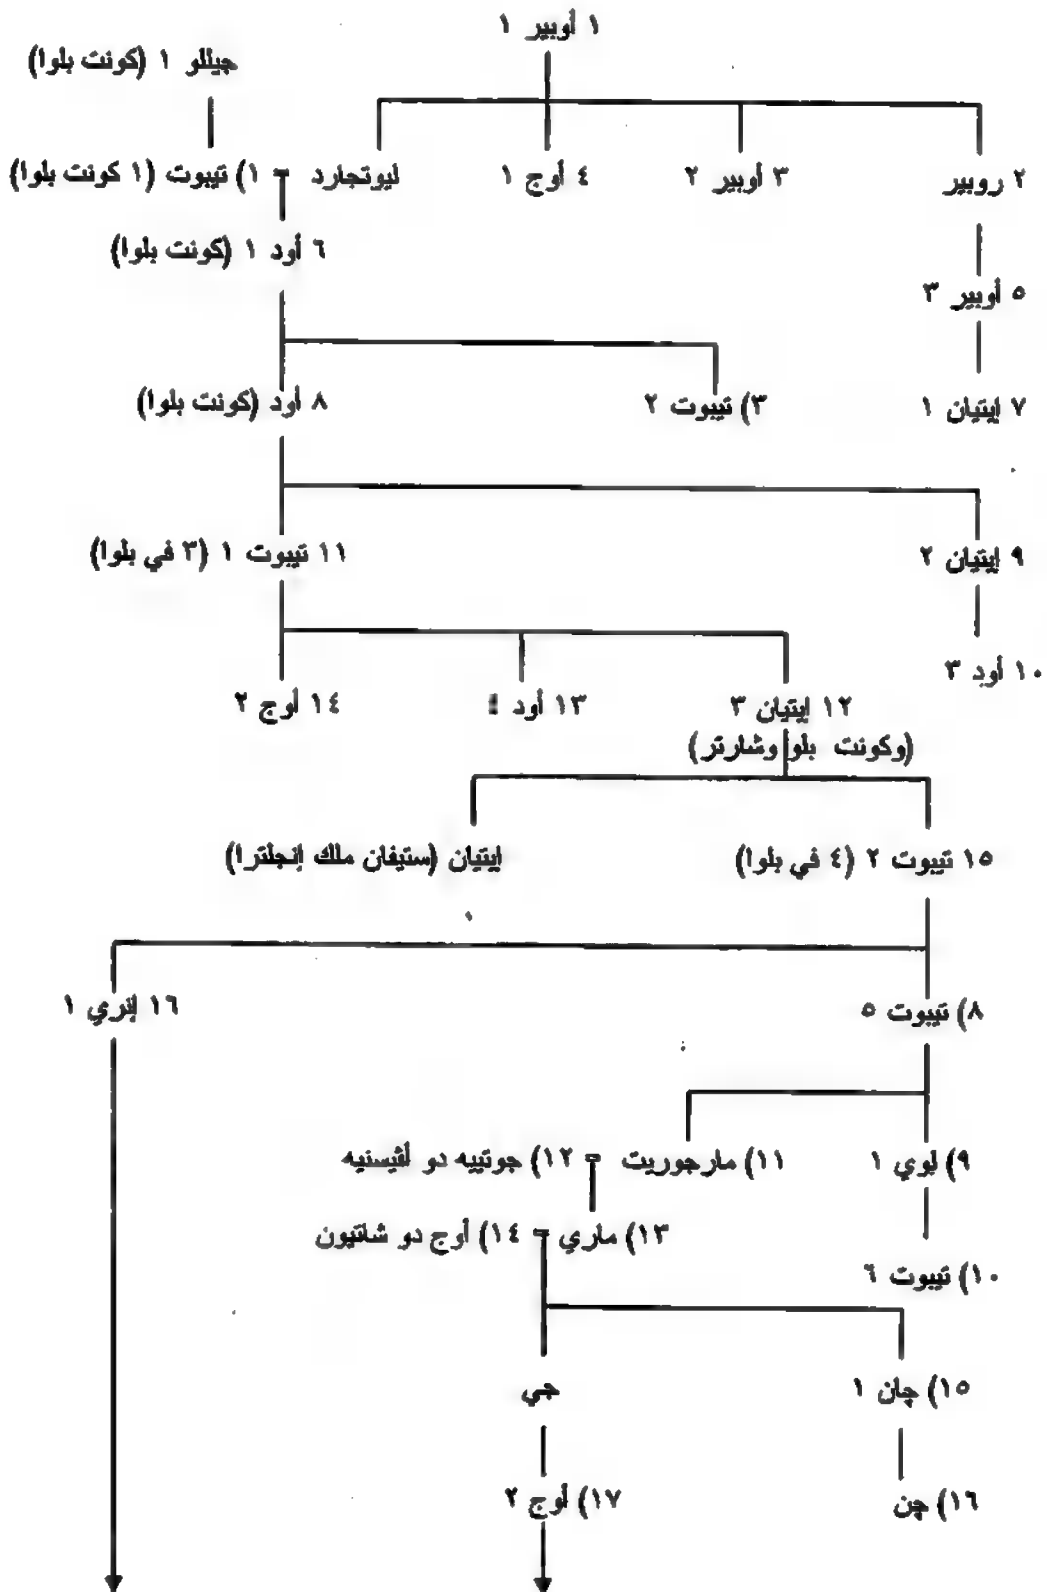 ١ أوبير ١
جيللو ١ (كونت بلوا)
٢ روبير
٣ أوبير ٢
٤ أوج ١
ليوتجارد = ١) تيبوت (١ كونت بلوا)
٦ أود ١ (كونت بلوا)
٥ أوبير ٣
٧ إيتيان ١
٣) تيبوت ٢
٨ أود (كونت بلوا)
٩ إيتيان ٢
١١ تيبوت ١ (٣ في بلوا)
١٠ أود ٣
١٢ إيتيان ٣
١٣ أود ٤
١٤ أوج ٢
(وكونت بلو وشارتر)
١٥ تيبوت ٢ (٤ في بلوا)
إيتيان (ستيفان ملك إنجلترا)
٨) تيبوت ٥
١٦ إنري ١
٩) لوي ١
١١) مارجوريت = ١٢) جوتييه دو أفيسنيه
١٣) ماري = ١٤) أوج دو شاتيون
١٠) تيبوت ٦
١٥) چان ١
جي
١٦) چن
١٧) أوج ٢